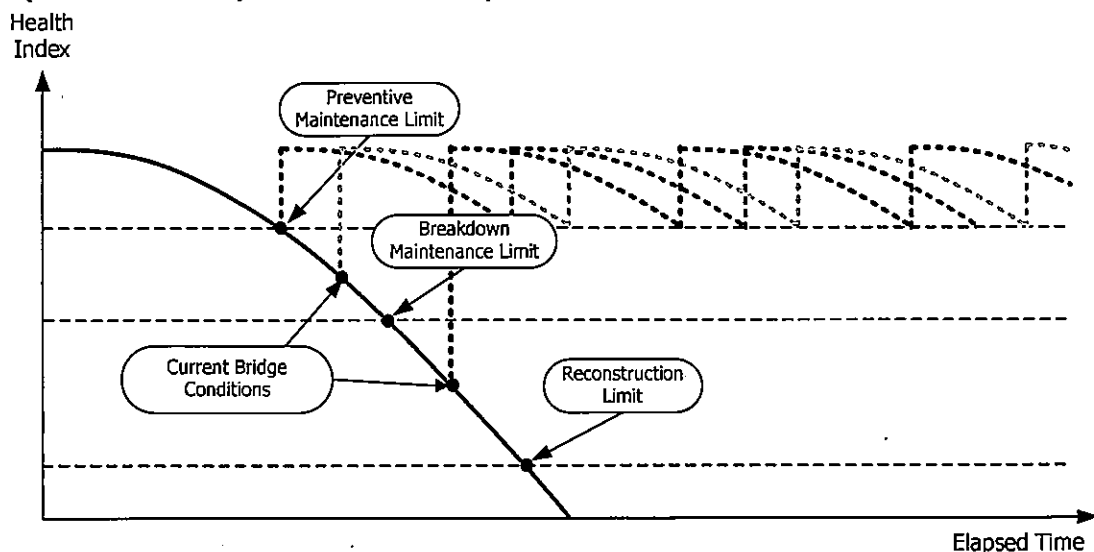 Health
Index
Preventive
Maintenance Limit
Breakdown
Maintenance Limit
Current Bridge
Conditions
Reconstruction
Limit
Elapsed Time